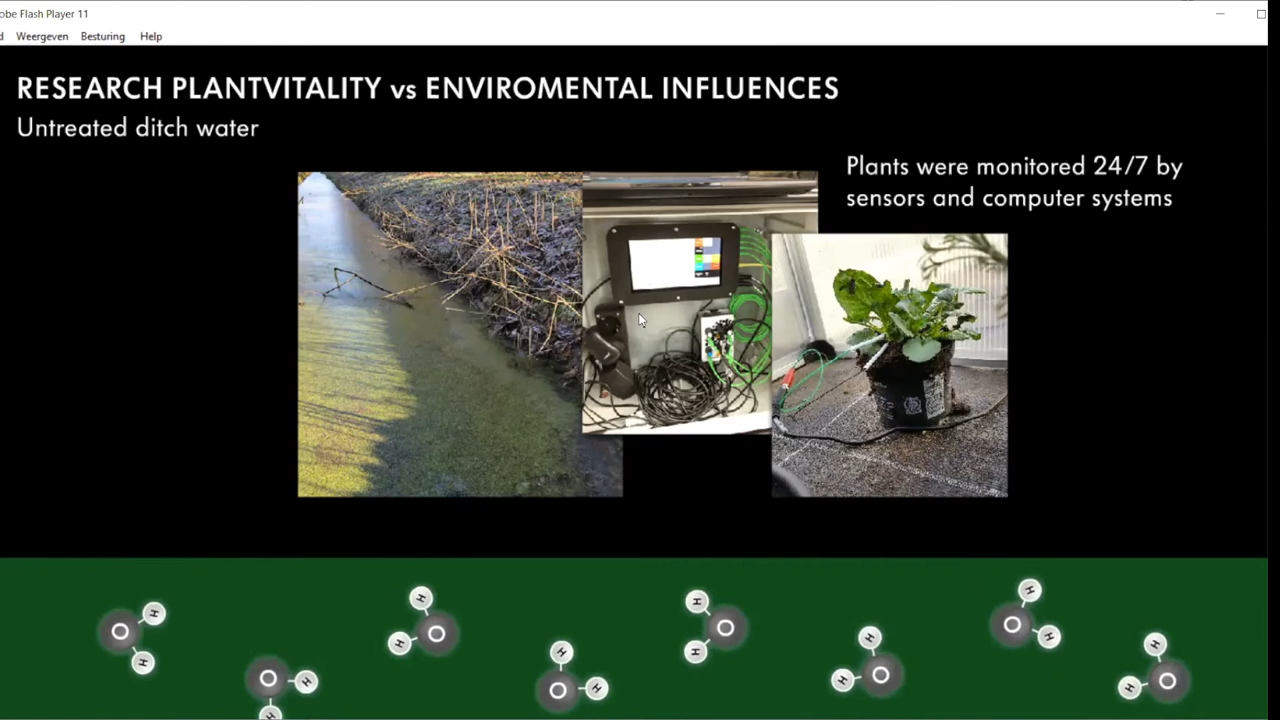 obe Flash Player 11
d Weergeven Besturing Help
RESEARCH PLANTVITALITY vs ENVIROMENTAL INFLUENCES
Untreated ditch water
Plants were monitored 24/7 by
sensors and computer systems
O H H
O H H
O H H
O H H
O H H
O H H
O H H
O H H